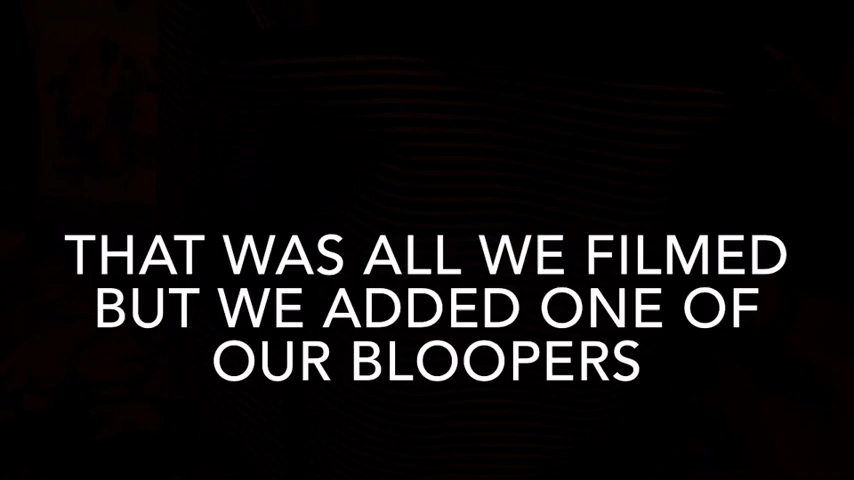 THAT WAS ALL WE FILMED
BUT WE ADDED ONE OF
OUR BLOOPERS